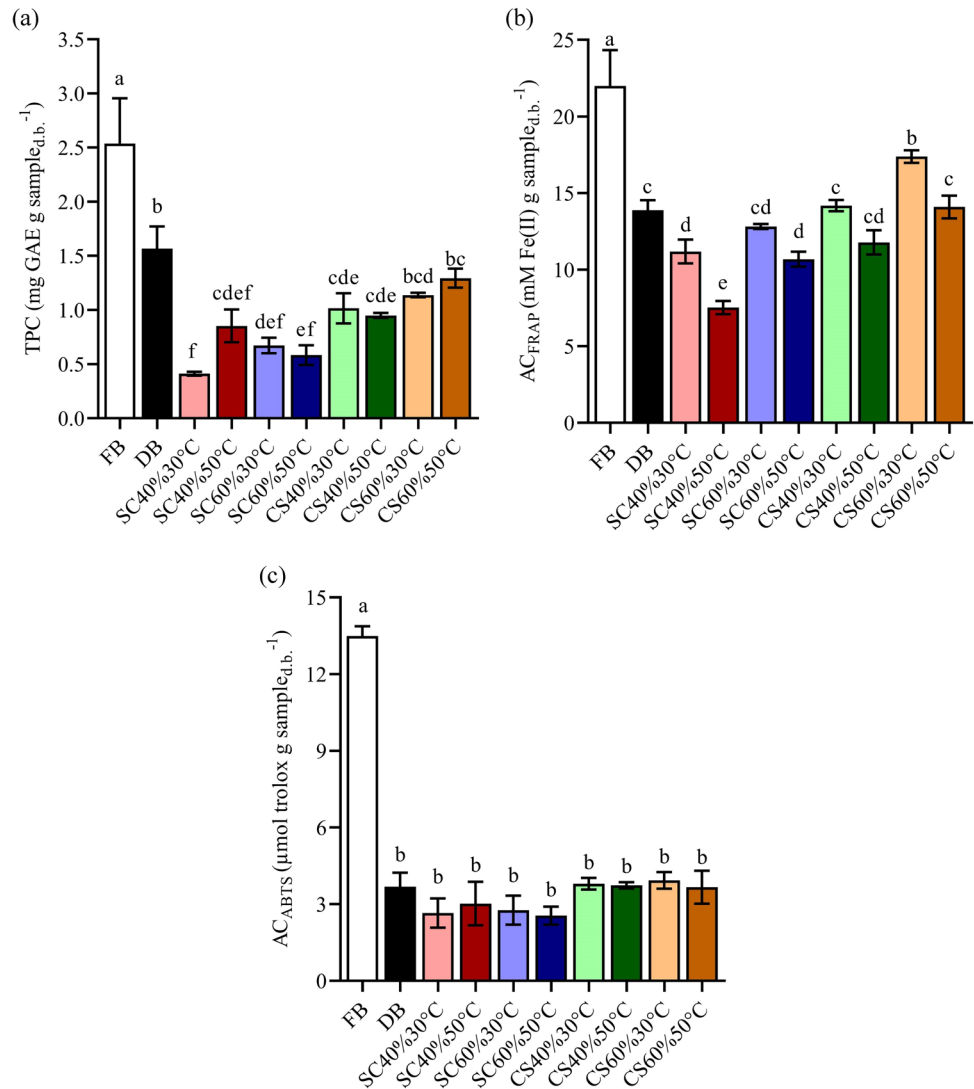 (a)
TPC (mg GAE g sample d.b. -1)
3.5
3.0
2.5
2.0
1.5
1.0
0.5
0.0
a
b
f
cdef
def
ef
cde
cde
bcd
bc
FB
DB
SC40%30°C
SC40%50°C
SC60%30°C
SC60%50°C
CS40%30°C
CS40%50°C
CS60%30°C
CS60%50°C
(b)
AC FRAP (mM Fe(II) g sample d.b. -1)
25
20
15
10
5
0
a
c
d
e
cd
d
c
cd
b
c
FB
DB
SC40%30°C
SC40%50°C
SC60%30°C
SC60%50°C
CS40%30°C
CS40%50°C
CS60%30°C
CS60%50°C
(c)
AC ABTS (µmol trolox g sample d.b. -1)
15
12
9
6
3
0
a
b
b
b
b
b
b
b
b
b
FB
DB
SC40%30°C
SC40%50°C
SC60%30°C
SC60%50°C
CS40%30°C
CS40%50°C
CS60%30°C
CS60%50°C